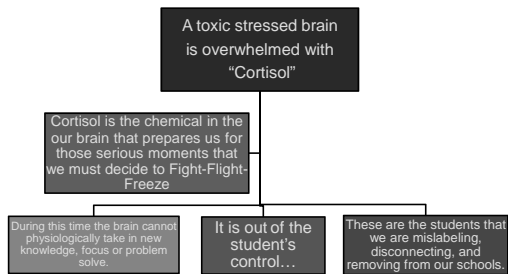 A toxic stressed brain
is overwhelmed with
“Cortisol”
Cortisol is the chemical in the
our brain that prepares us for
those serious moments that
we must decide to Fight-Flight-
Freeze
During this time the brain cannot
physiologically take in new
knowledge, focus or problem
solve.
It is out of the
student’s
control…
These are the students that
we are mislabeling,
disconnecting, and
removing from our schools.